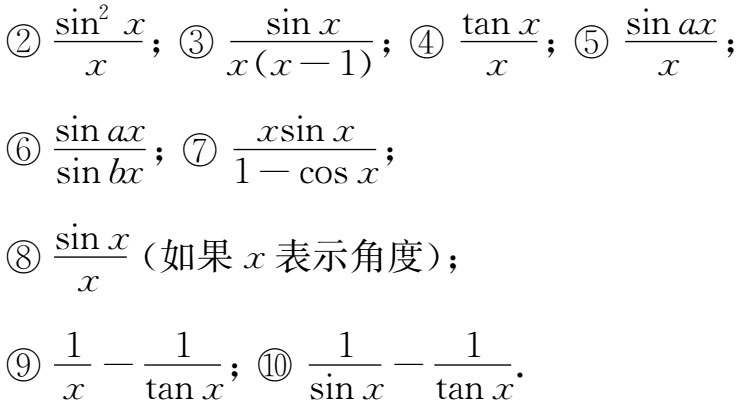 ② \frac{\sin^2 x}{x}; ③ \frac{\sin x}{x(x-1)}; ④ \frac{\tan x}{x}; ⑤ \frac{\sin ax}{x};
⑥ \frac{\sin ax}{\sin bx}; ⑦ \frac{x\sin x}{1-\cos x};
⑧ \frac{\sin x}{x} (如果 x 表示角度);
⑨ \frac{1}{x} - \frac{1}{\tan x}; ⑩ \frac{1}{\sin x} - \frac{1}{\tan x}.